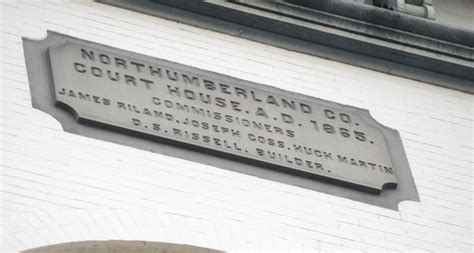 NORTHUMBERLAND CO.
COURT HOUSE. A.D. 1865.
COMMISSIONERS
JAMES RILAND, JOSEPH GOSS, HUGH MARTIN
D. S. RISSELL, BUILDER.